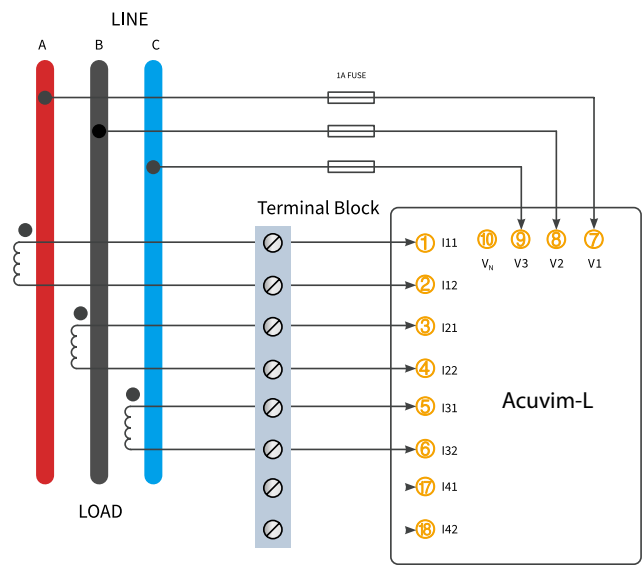 LINE
A B C
1A FUSE
Terminal Block
1 I11
10 9 8 7
VN V3 V2 V1
2 I12
3 I21
4 I22
5 I31
Acuvim-L
6 I32
17 I41
18 I42
LOAD